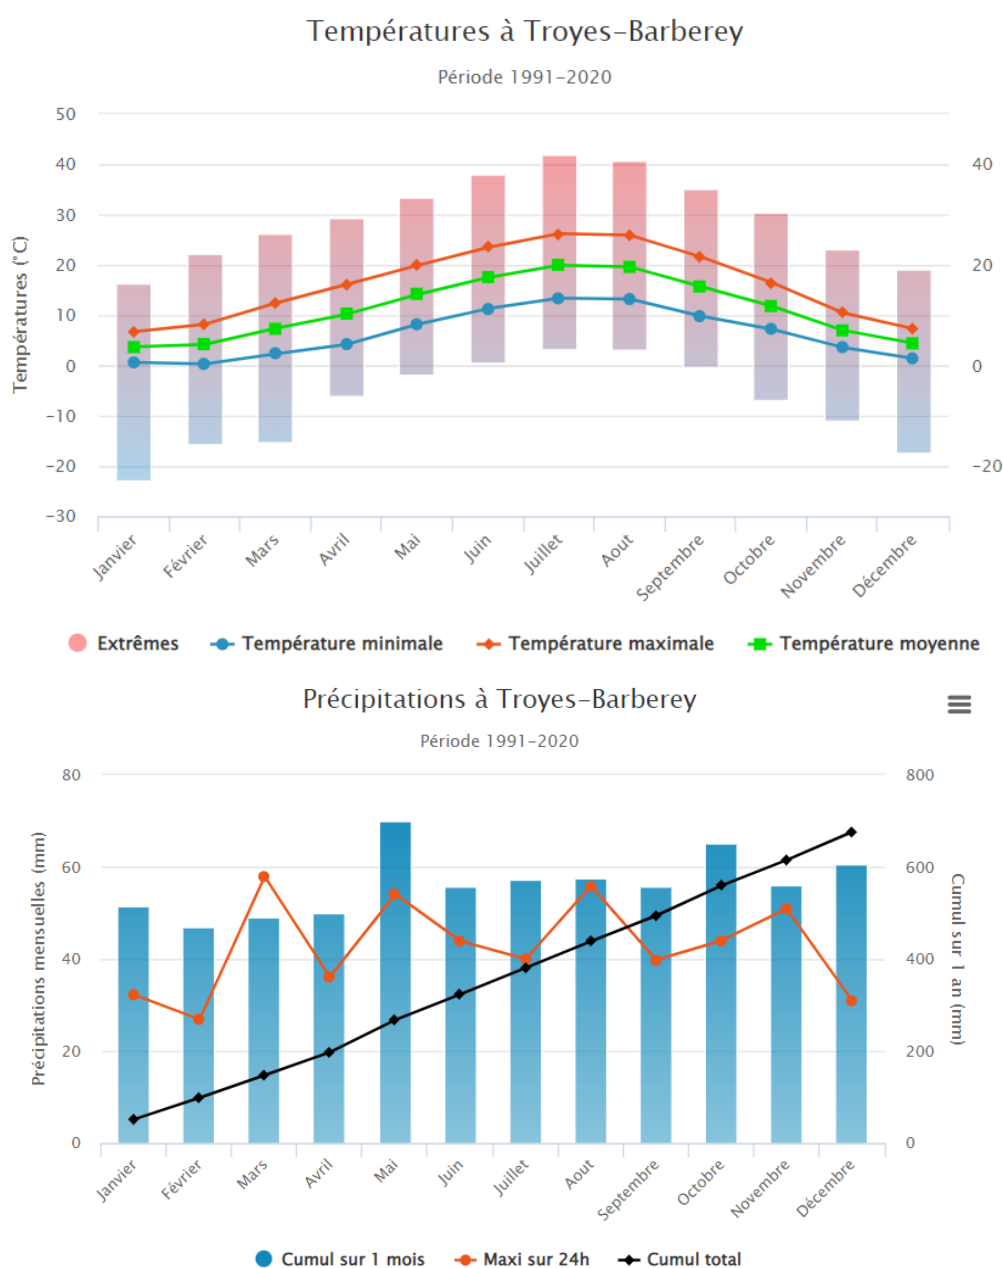 Températures à Troyes-Barberey
Période 1991-2020
Températures (°C)
50
40
30
20
10
0
-10
-20
-30
40
20
0
-20
Janvier
Février
Mars
Avril
Mai
Juin
Juillet
Aout
Septembre
Octobre
Novembre
Décembre
Extrêmes Température minimale Température maximale Température moyenne
Précipitations à Troyes-Barberey
Période 1991-2020
Précipitations mensuelles (mm)
80
60
40
20
0
800
600
400
200
0
Cumul sur 1 an (mm)
Janvier
Février
Mars
Avril
Mai
Juin
Juillet
Aout
Septembre
Octobre
Novembre
Décembre
Cumul sur 1 mois Maxi sur 24h Cumul total